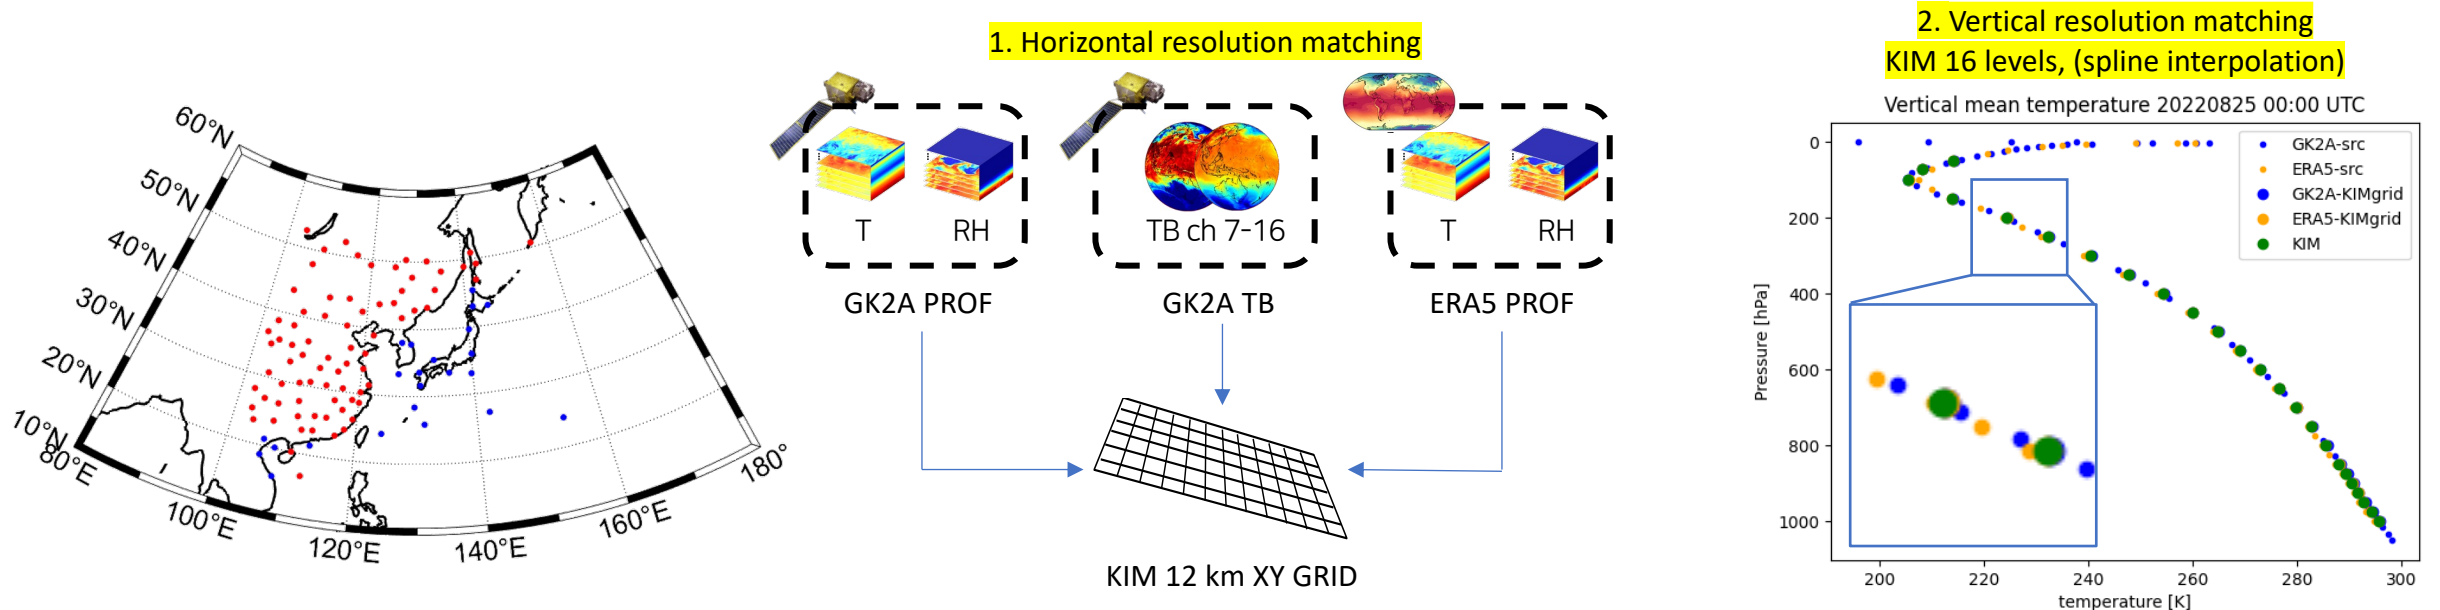 60°N
50°N
40°N
30°N
20°N
10°N
80°E
100°E
120°E
140°E
160°E
180°
1. Horizontal resolution matching
T RH
GK2A PROF
TB ch 7-16
GK2A TB
T RH
ERA5 PROF
KIM 12 km XY GRID
2. Vertical resolution matching
KIM 16 levels, (spline interpolation)
Vertical mean temperature 20220825 00:00 UTC
GK2A-src
ERA5-src
GK2A-KIMgrid
ERA5-KIMgrid
KIM
Pressure [hPa]
0
200
400
600
800
1000
200 220 240 260 280 300
temperature [K]